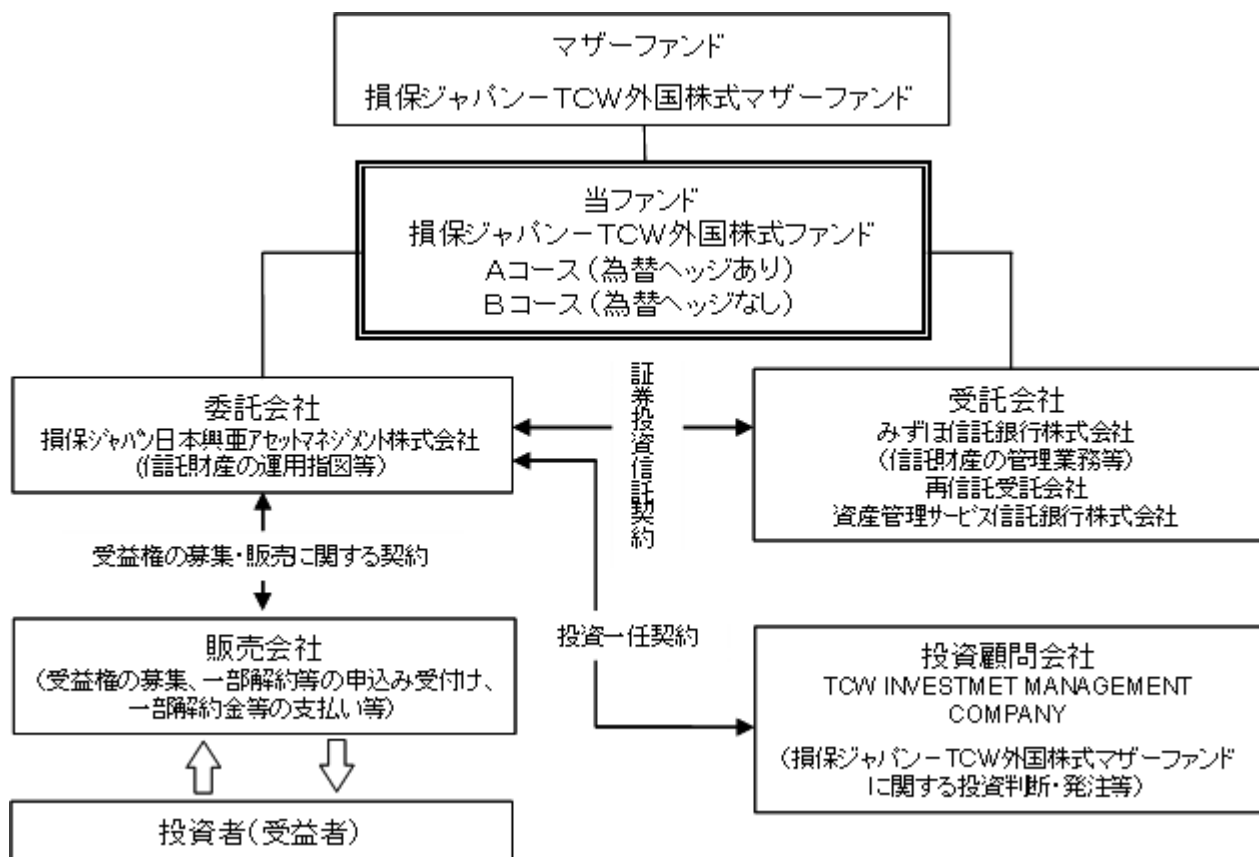 マザーファンド
損保ジャパン－TCW外国株式マザーファンド
当ファンド
損保ジャパン－TCW外国株式ファンド
Aコース（為替ヘッジあり）
Bコース（為替ヘッジなし）
委託会社
損保ジャパン日本興亜アセットマネジメント株式会社
(信託財産の運用指図等)
証券投資信託契約
受託会社
みずほ信託銀行株式会社
(信託財産の管理業務等)
再信託受託会社
資産管理サービス信託銀行株式会社
受益権の募集・販売に関する契約
販売会社
(受益権の募集、一部解約等の申込み受付け、
一部解約金等の支払い等)
投資一任契約
投資顧問会社
TCW INVESTMET MANAGEMENT
COMPANY
(損保ジャパン－TCW外国株式マザーファンド
に関する投資判断・発注等)
投資者(受益者)